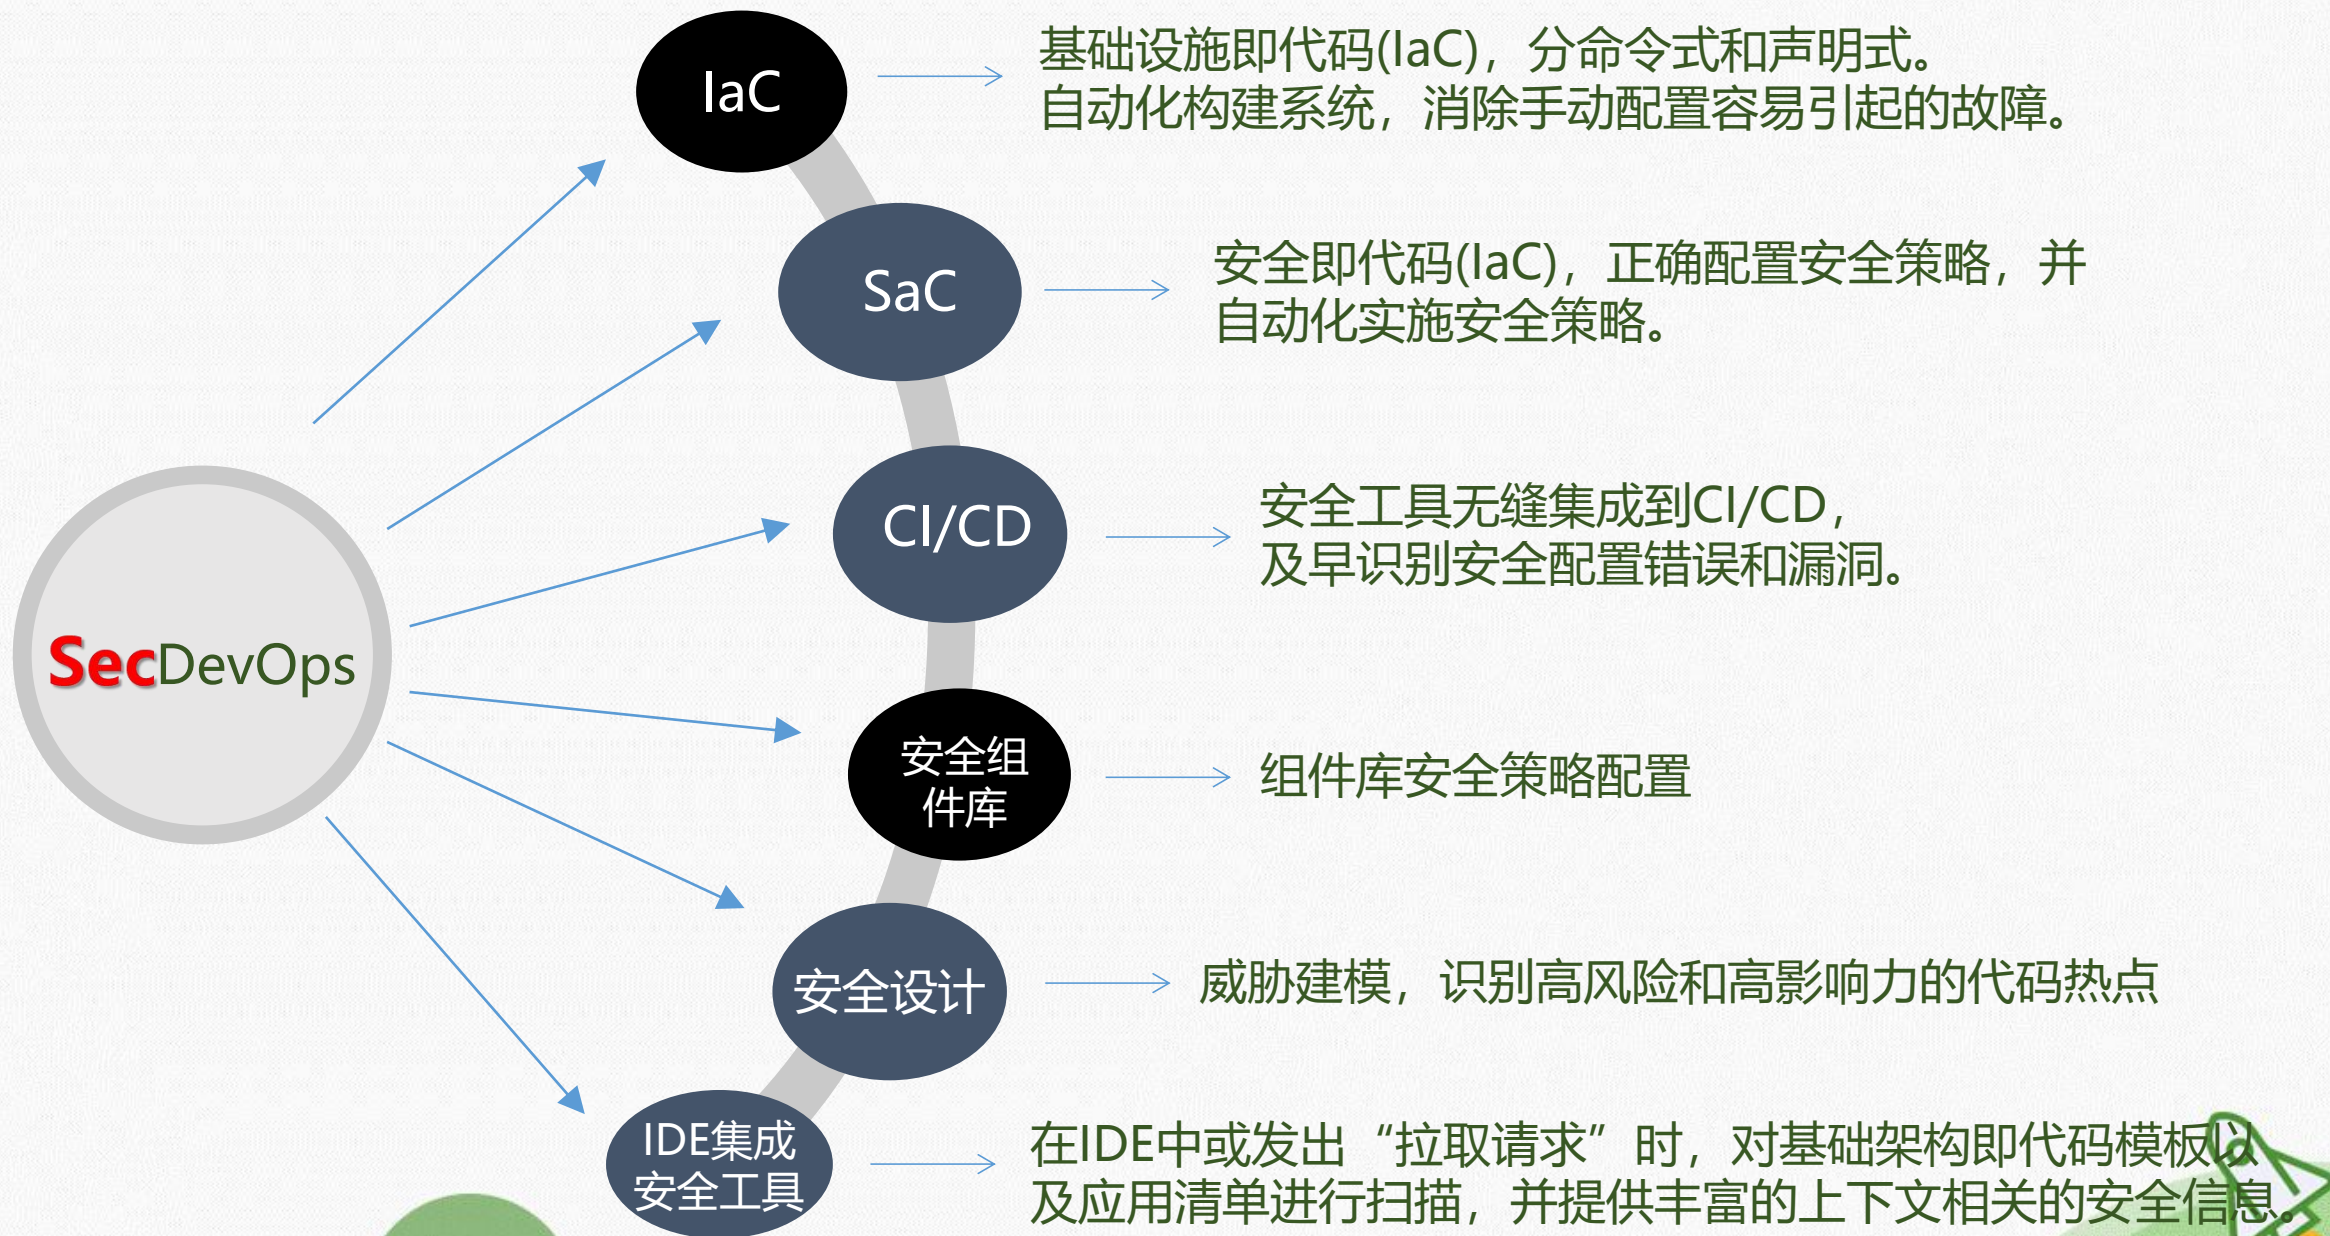 IaC
基础设施即代码(IaC)，分命令式和声明式。
自动化构建系统，消除手动配置容易引起的故障。
SaC
安全即代码(IaC)，正确配置安全策略，并
自动化实施安全策略。
CI/CD
安全工具无缝集成到CI/CD，
及早识别安全配置错误和漏洞。
SecDevOps
安全组
件库
组件库安全策略配置
安全设计
威胁建模，识别高风险和高影响力的代码热点
IDE集成
安全工具
在IDE中或发出“拉取请求”时，对基础架构即代码模板以
及应用清单进行扫描，并提供丰富的上下文相关的安全信息。